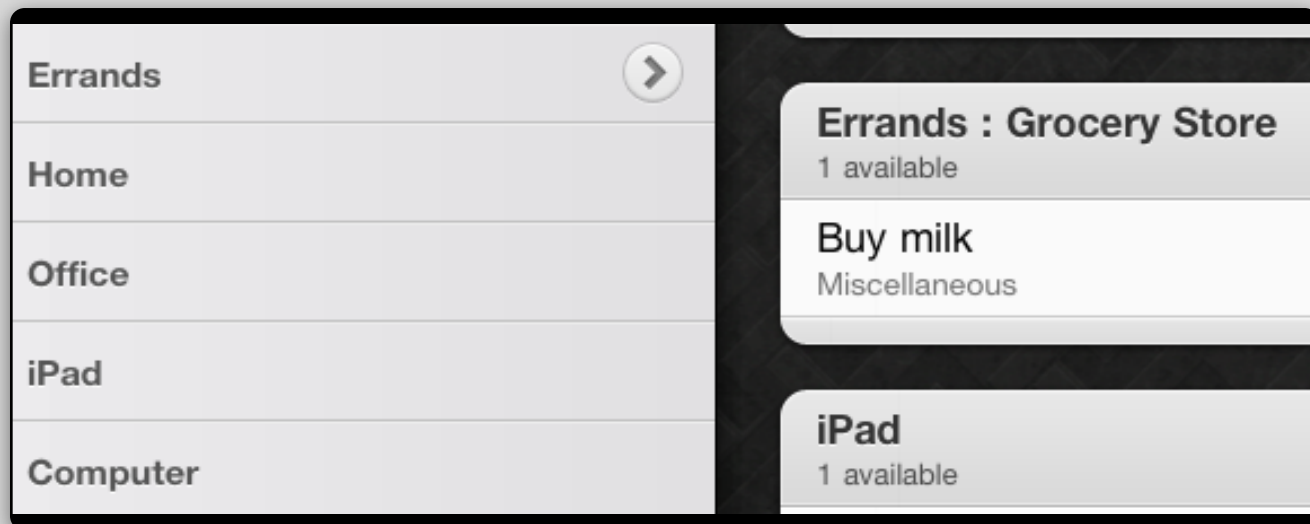 Errands
Home
Office
iPad
Computer
Errands : Grocery Store
1 available
Buy milk
Miscellaneous
iPad
1 available